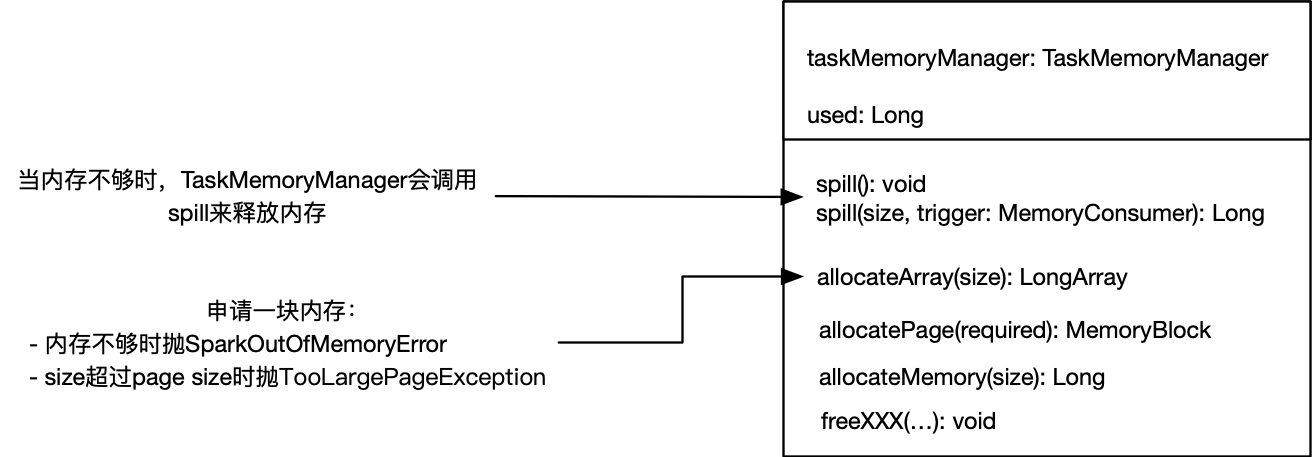 taskMemoryManager: TaskMemoryManager
used: Long
当内存不够时，TaskMemoryManager会调用
spill来释放内存
spill(): void
spill(size, trigger: MemoryConsumer): Long
申请一块内存：
- 内存不够时抛SparkOutOfMemoryError
- size超过page size时抛TooLargePageException
allocateArray(size): LongArray
allocatePage(required): MemoryBlock
allocateMemory(size): Long
freeXXX(…): void